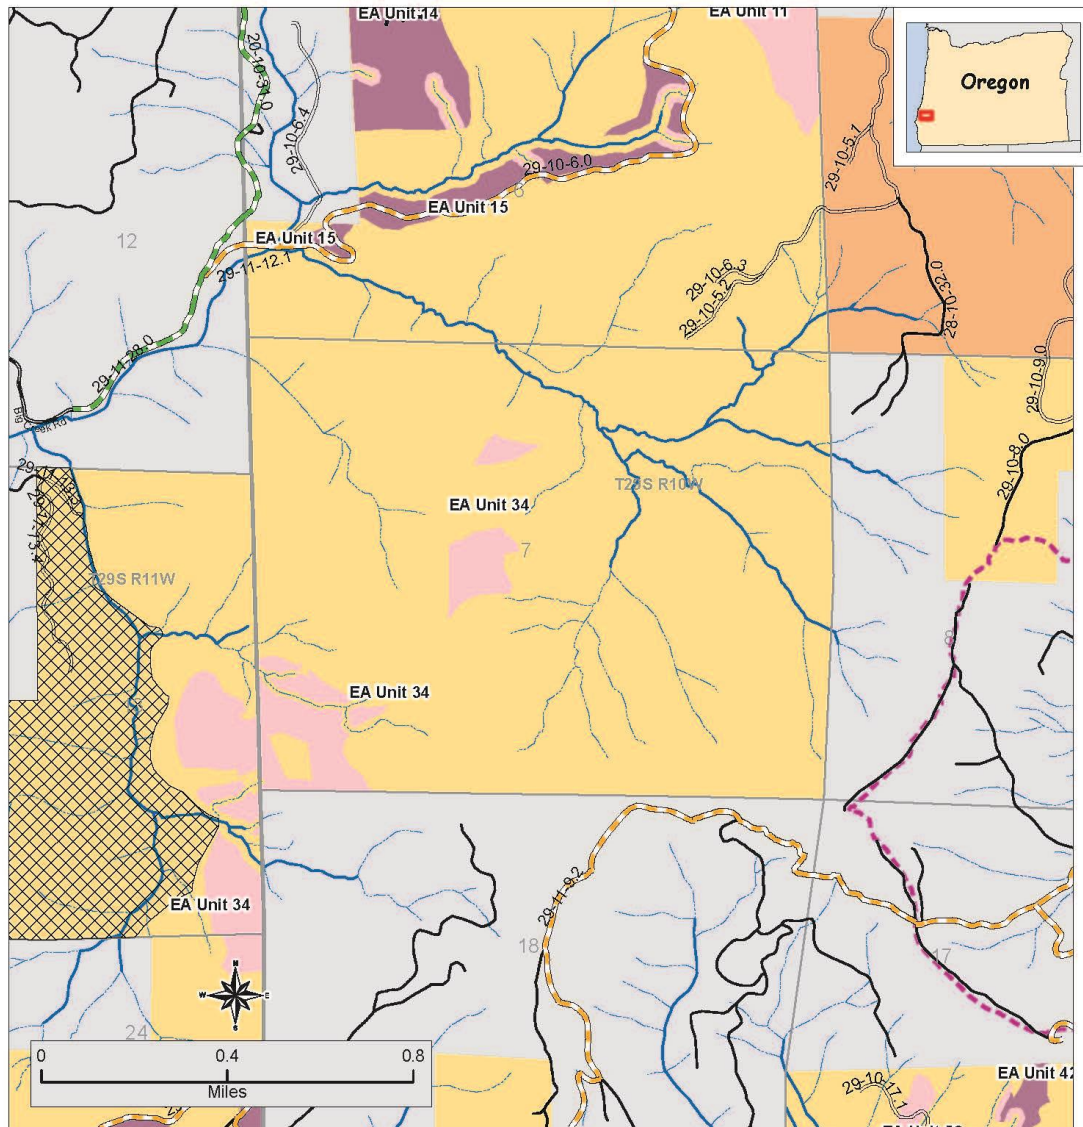 EA Unit 14
EA Unit 11
Oregon
29-10-6.4
29-10-5.1
29-10-6.0
6
EA Unit 15
EA Unit 15
12
29-11-12.1
29-10-6.3
29-10-5.2
28-10-32.0
29-11-28.0
29-10-9.0
Big Creek Rd
29-10-8.0
T29S R10W
EA Unit 34
7
T29S R11W
8
EA Unit 34
29-11-9.2
EA Unit 34
18
17
N
W
E
S
24
0
0.4
0.8
Miles
EA Unit 42
29-10-17.1